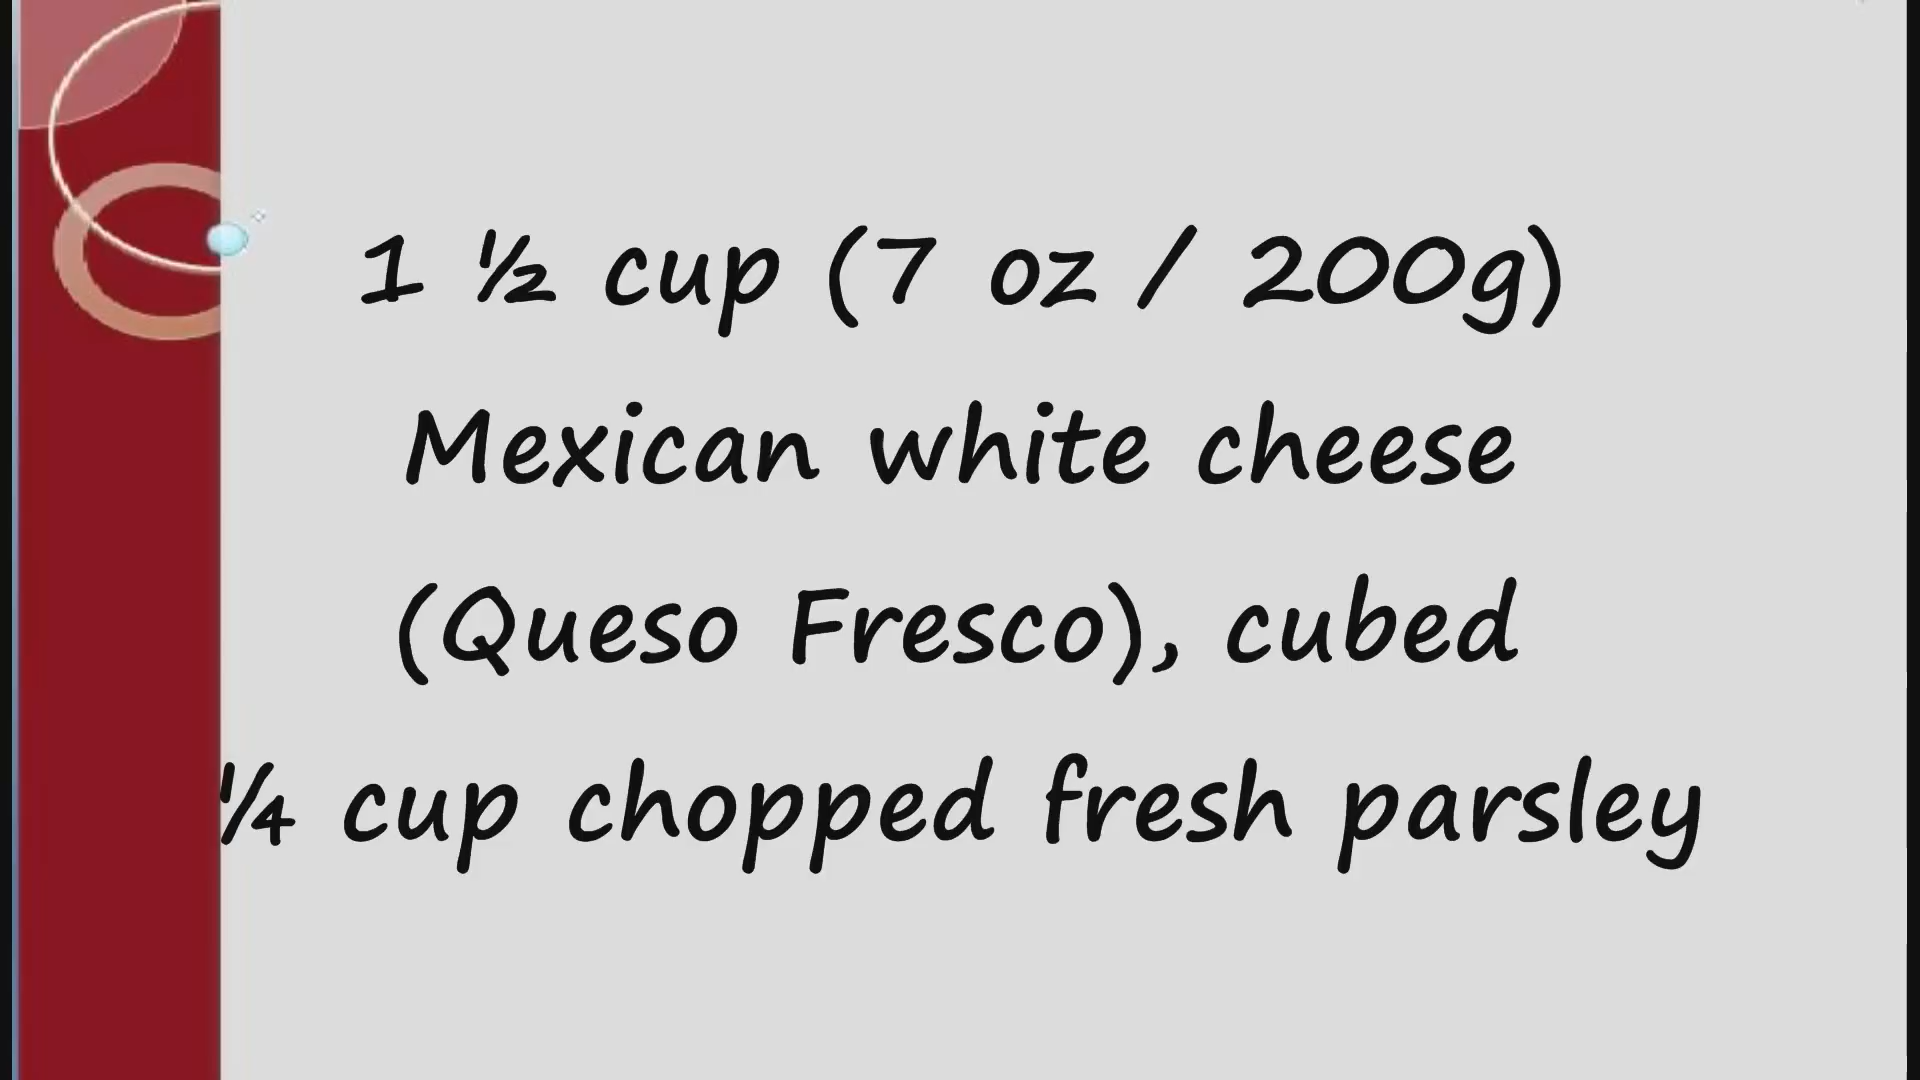 1 ½ cup (7 oz / 200g)
Mexican white cheese
(Queso Fresco), cubed
¼ cup chopped fresh parsley